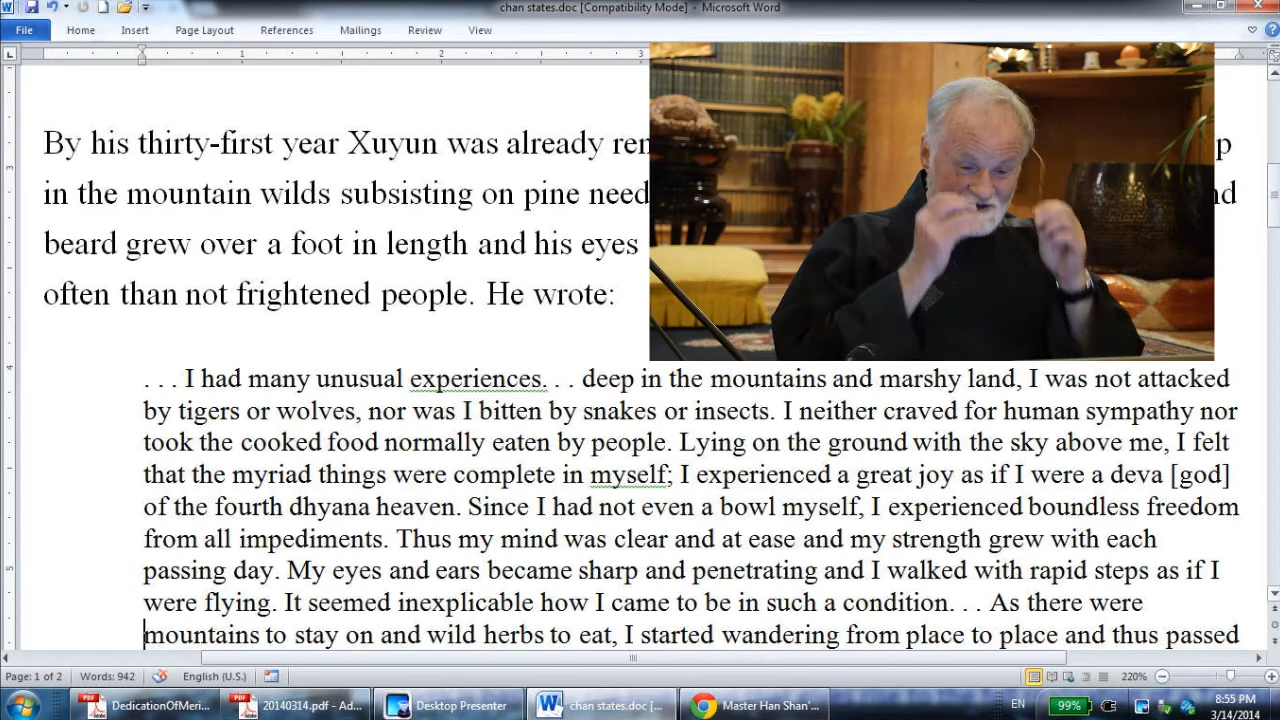 chan states.doc [Compatibility Mode] - Microsoft Word
File Home Insert Page Layout References Mailings Review View
1 2 3
By his thirty-first year Xuyun was already
in the mountain wilds subsisting on pine
beard grew over a foot in length and his eyes
often than not frightened people. He wrote:
. . . I had many unusual experiences. . . deep in the mountains and marshy land, I was not attacked
by tigers or wolves, nor was I bitten by snakes or insects. I neither craved for human sympathy nor
took the cooked food normally eaten by people. Lying on the ground with the sky above me, I felt
that the myriad things were complete in myself; I experienced a great joy as if I were a deva [god]
of the fourth dhyana heaven. Since I had not even a bowl myself, I experienced boundless freedom
from all impediments. Thus my mind was clear and at ease and my strength grew with each
passing day. My eyes and ears became sharp and penetrating and I walked with rapid steps as if I
were flying. It seemed inexplicable how I came to be in such a condition. . . As there were
mountains to stay on and wild herbs to eat, I started wandering from place to place and thus passed
Page: 1 of 2 Words: 942 English (U.S.) 220%
DedicationOfMeri... 20140314.pdf - Ad... Desktop Presenter chan states.doc [... Master Han Shan'... EN 99% 8:55 PM
3/14/2014